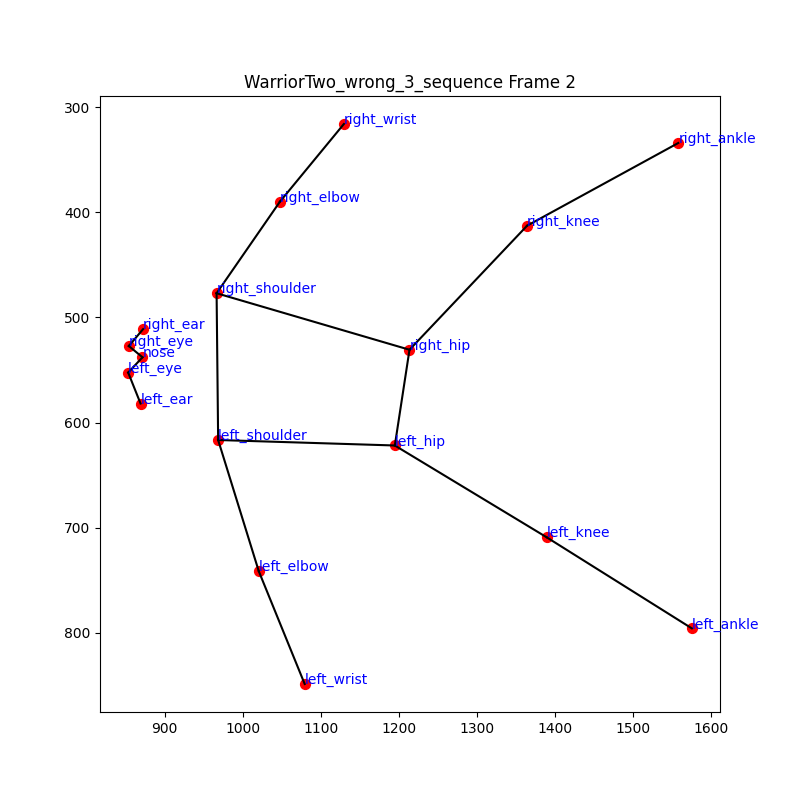 WarriorTwo_wrong_3_sequence Frame 2
300
right_wrist
right_ankle
400
right_elbow
right_knee
right_shoulder
500
right_ear
right_eye
right_hip
nose
left_eye
left_ear
600
left_shoulder
left_hip
700
left_knee
left_elbow
800
left_ankle
left_wrist
900 1000 1100 1200 1300 1400 1500 1600